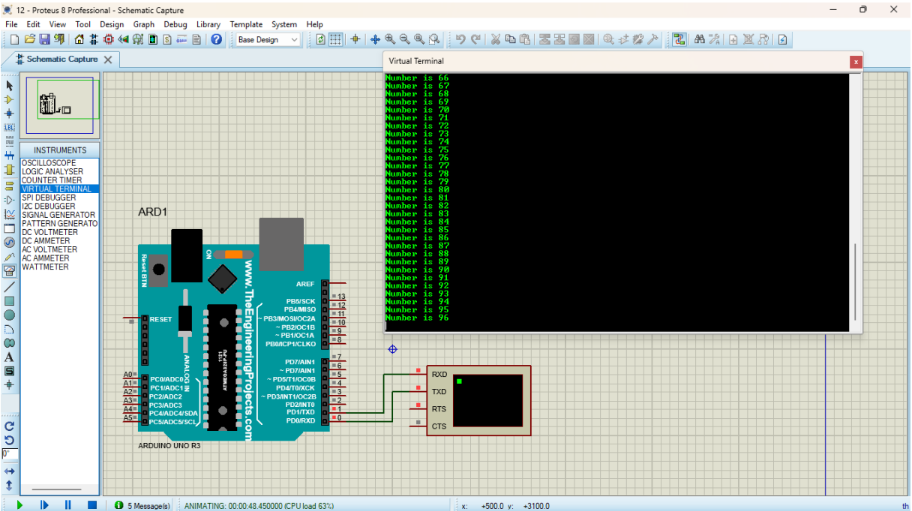 12 - Proteus 8 Professional - Schematic Capture
File Edit View Tool Design Graph Debug Library Template System Help
Base Design
Schematic Capture
Virtual Terminal
Number is 66
Number is 67
Number is 68
Number is 69
Number is 70
Number is 71
Number is 72
Number is 73
Number is 74
Number is 75
Number is 76
Number is 77
Number is 78
Number is 79
Number is 80
Number is 81
Number is 82
Number is 83
Number is 84
Number is 85
Number is 86
Number is 87
Number is 88
Number is 89
Number is 90
Number is 91
Number is 92
Number is 93
Number is 94
Number is 95
Number is 96
INSTRUMENTS
OSCILLOSCOPE
LOGIC ANALYSER
COUNTER TIMER
VIRTUAL TERMINAL
SPI DEBUGGER
I2C DEBUGGER
SIGNAL GENERATOR
PATTERN GENERATO
DC VOLTMETER
DC AMMETER
AC VOLTMETER
AC AMMETER
WATTMETER
ARD1
Reset BTN
ON
www.TheEngineeringProjects.com
RESET
ANALOG IN
AREF
PB5/SCK 13
PB4/MISO 12
~ PB3/MOSI/OC2A 11
~ PB2/OC1B 10
~ PB1/OC1A 9
PB0/ICP1/CLKO 8
PD7/AIN1 7
~ PD7/AIN1 6
~ PD5/T1/OC0B 5
PD4/T0/XCK 4
~ PD3/INT1/OC2B 3
PD2/INT0 2
PD1/TXD 1
PD0/RXD 0
A0 PC0/ADC0
A1 PC1/ADC1
A2 PC2/ADC2
A3 PC3/ADC3
A4 PC4/ADC4/SDA
A5 PC5/ADC5/SCL
ARDUINO UNO R3
RXD
TXD
RTS
CTS
0°
5 Message(s)
ANIMATING: 00:00:48.450000 (CPU load 63%)
x: +500.0 y: +3100.0
th